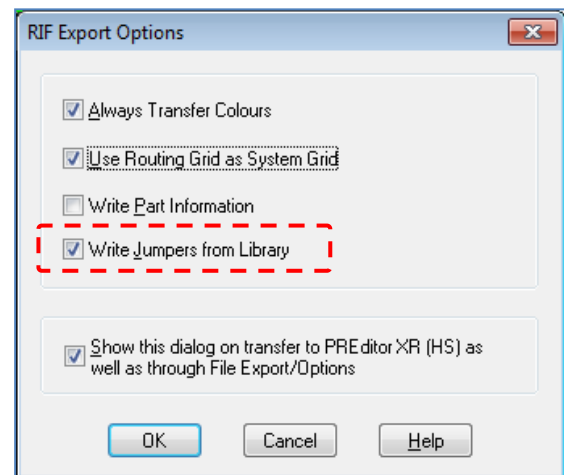 RIF Export Options
Always Transfer Colours
Use Routing Grid as System Grid
Write Part Information
Write Jumpers from Library
Show this dialog on transfer to PREditor XR (HS) as
well as through File Export/Options
OK
Cancel
Help